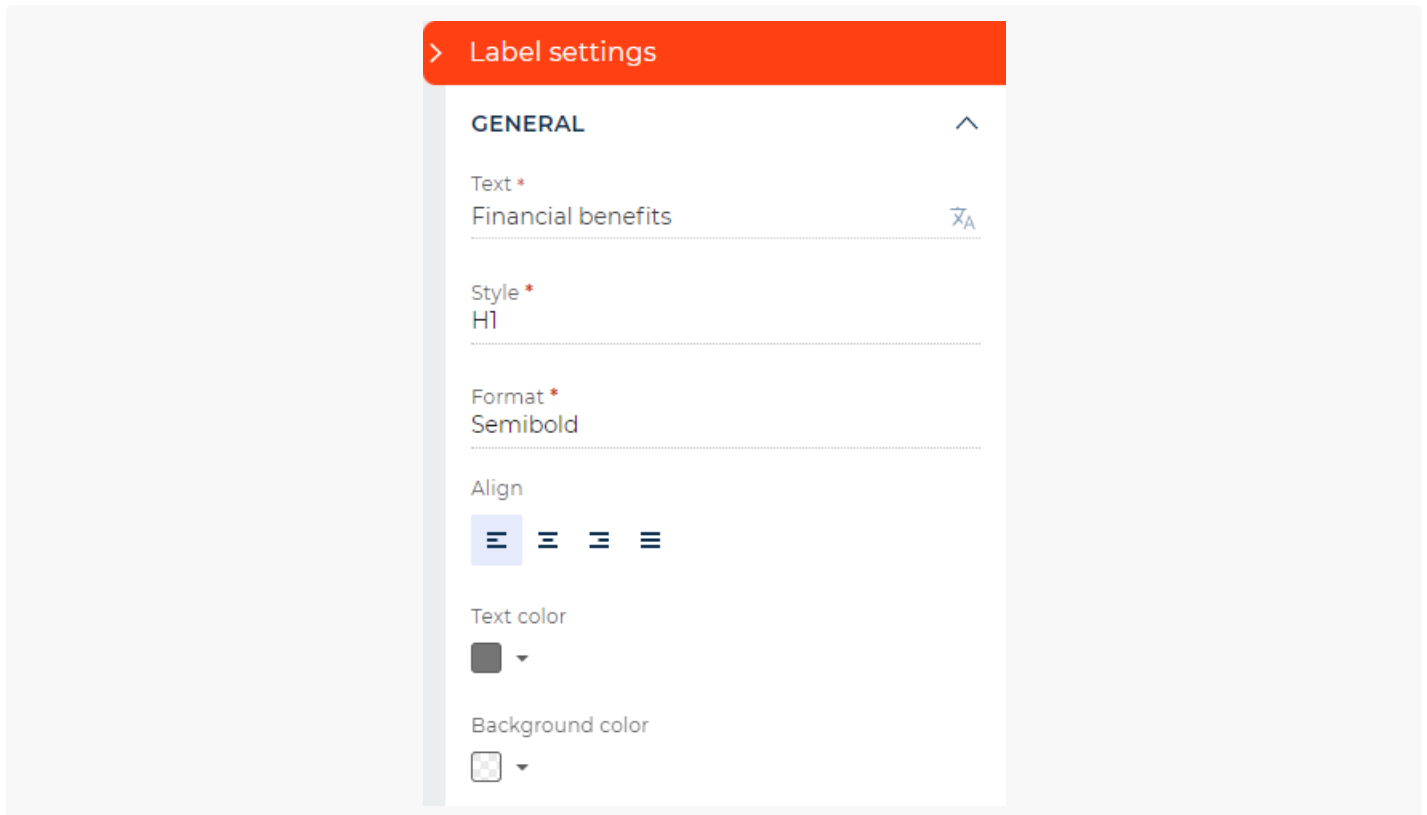 Label settings
GENERAL
Text *
Financial benefits
Style *
H1
Format *
Semibold
Align
Text color
Background color